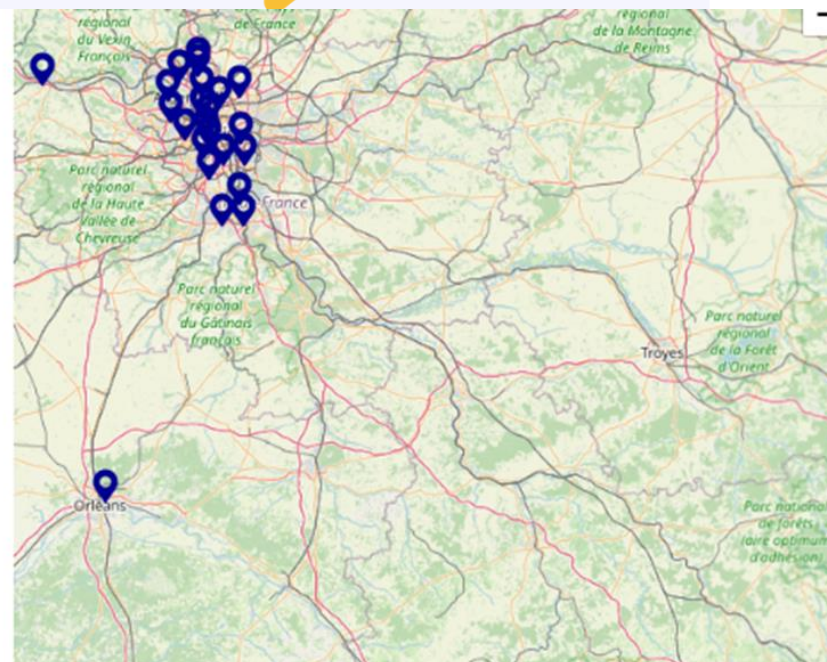 régional
du Vexin
Français
de France
régional
de la Montagne
de Reims
Parc naturel
régional
de la Haute
Vallée de
Chevreuse
France
Parc naturel
régional
du Gâtinais
français
Troyes
Parc naturel
régional
de la Forêt
d'Orient
Orléans
Parc national
de forêts
(aire optimum
d'adhésion)